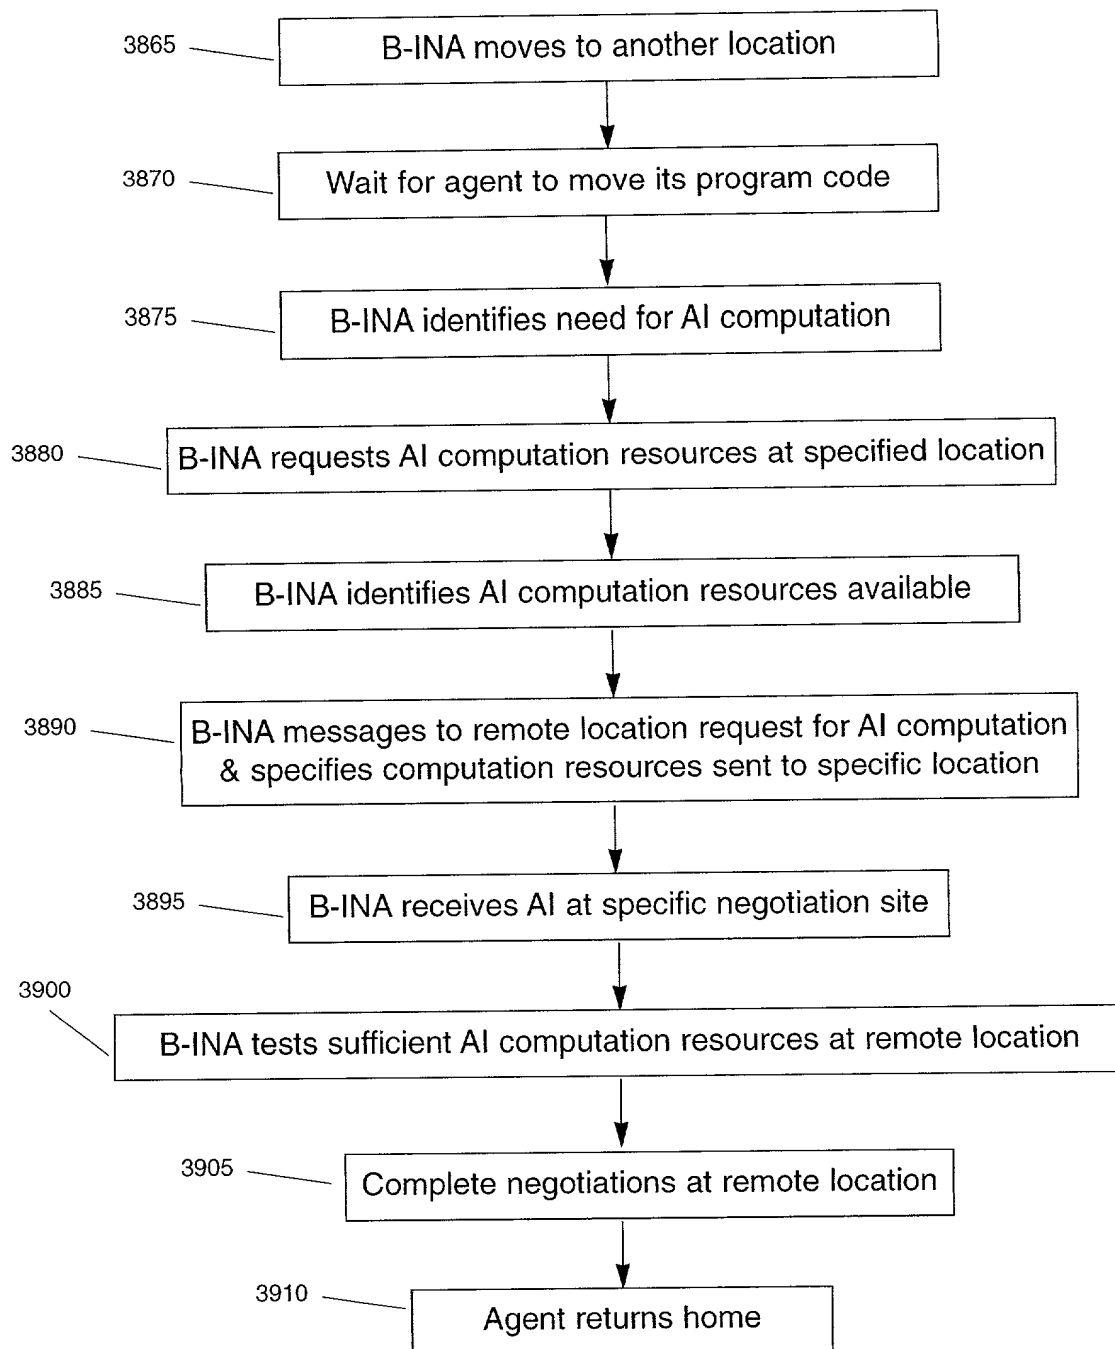 3865
B-INA moves to another location
3870
Wait for agent to move its program code
3875
B-INA identifies need for AI computation
3880
B-INA requests AI computation resources at specified location
3885
B-INA identifies AI computation resources available
3890
B-INA messages to remote location request for AI computation
& specifies computation resources sent to specific location
3895
B-INA receives AI at specific negotiation site
3900
B-INA tests sufficient AI computation resources at remote location
3905
Complete negotiations at remote location
3910
Agent returns home